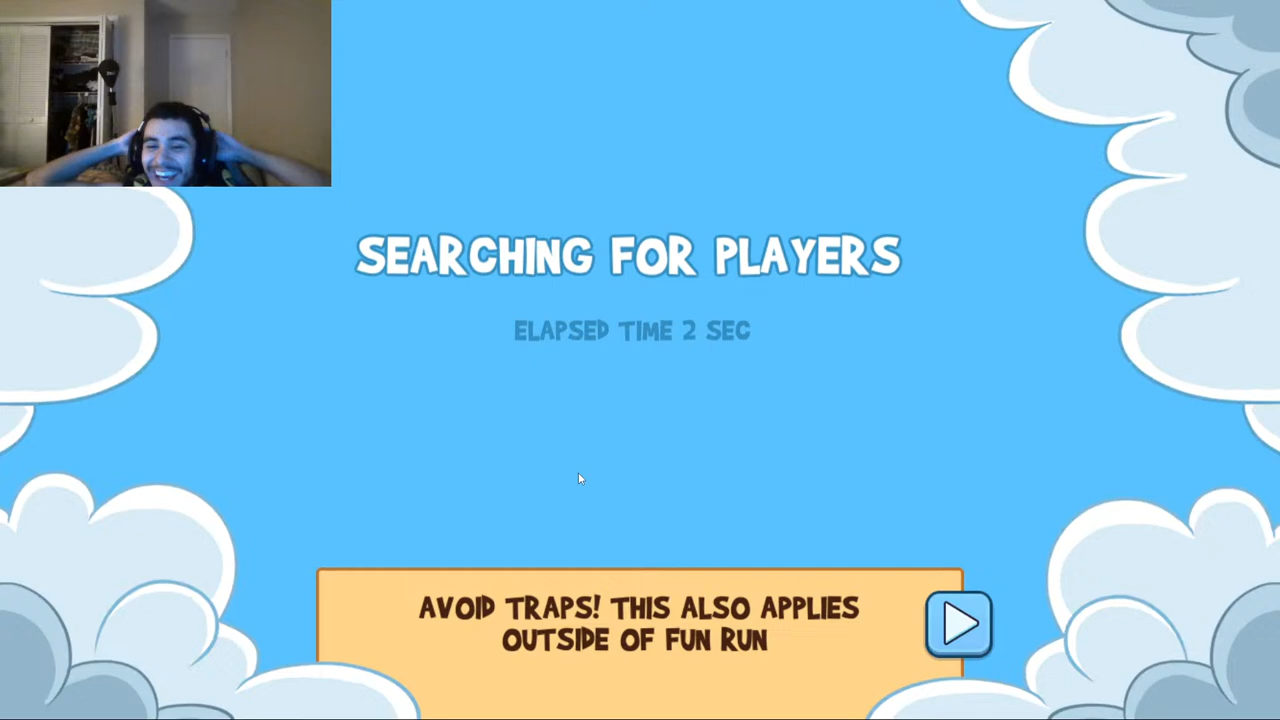 SEARCHING FOR PLAYERS
ELAPSED TIME 2 SEC
AVOID TRAPS! THIS ALSO APPLIES
OUTSIDE OF FUN RUN